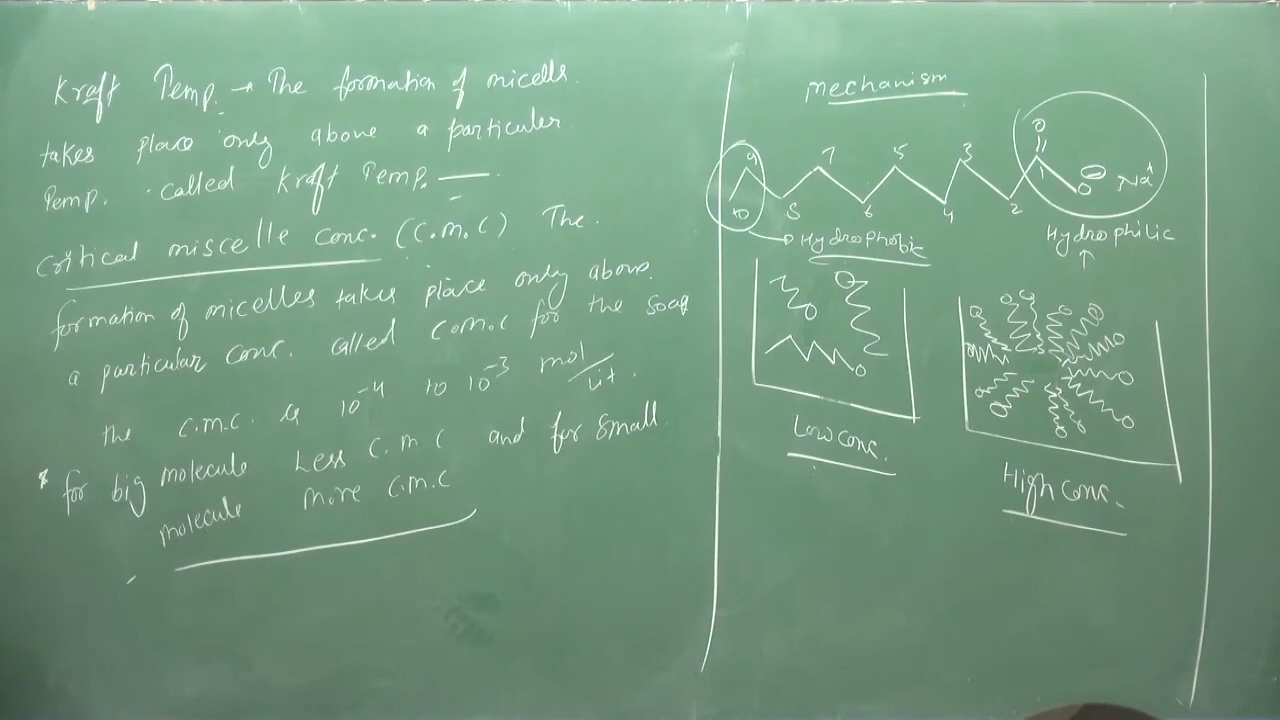 Kraft Temp. → The formation of micells.
takes place only above a particuler
Temp. called Kraft Temp. —
Critical miscelle conc. (C.M.C) The.
formation of micelles takes place only above.
a particular conc. called C.M.C for the soap
the C.M.C. is 10⁻⁴ to 10⁻³ mol/lit.
* for big molecule Less C.M.C and for small
molecule more C.M.C
mechanism
O
9 7 5 3 1 O⊖ Na⁺
10 8 6 4 2
→ Hydrophobic
Hydrophilic
Low conc.
High conc.